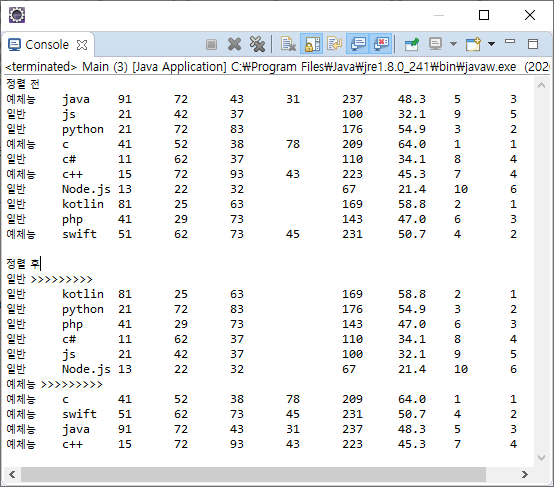 Console
<terminated> Main (3) [Java Application] C:₩Program Files₩Java₩jre1.8.0_241₩bin₩javaw.exe (202
정렬 전
예체능 java 91 72 43 31 237 48.3 5 3
일반 js 21 42 37 100 32.1 9 5
일반 python 21 72 83 176 54.9 3 2
예체능 c 41 52 38 78 209 64.0 1 1
일반 c# 11 62 37 110 34.1 8 4
예체능 c++ 15 72 93 43 223 45.3 7 4
일반 Node.js 13 22 32 67 21.4 10 6
일반 kotlin 81 25 63 169 58.8 2 1
일반 php 41 29 73 143 47.0 6 3
예체능 swift 51 62 73 45 231 50.7 4 2
정렬 후
일반 >>>>>>>>>
일반 kotlin 81 25 63 169 58.8 2 1
일반 python 21 72 83 176 54.9 3 2
일반 php 41 29 73 143 47.0 6 3
일반 c# 11 62 37 110 34.1 8 4
일반 js 21 42 37 100 32.1 9 5
일반 Node.js 13 22 32 67 21.4 10 6
예체능 >>>>>>>>>
예체능 c 41 52 38 78 209 64.0 1 1
예체능 swift 51 62 73 45 231 50.7 4 2
예체능 java 91 72 43 31 237 48.3 5 3
예체능 c++ 15 72 93 43 223 45.3 7 4